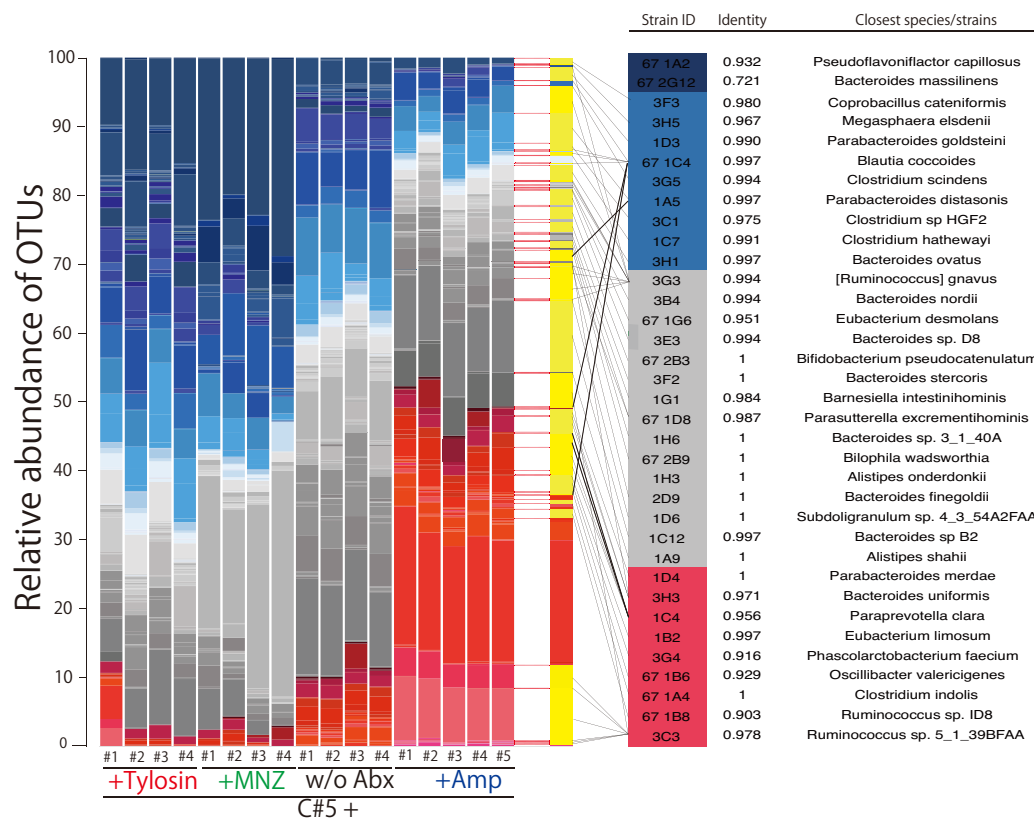 Strain ID Identity Closest species/strains
67 1A2 0.932 Pseudoflavoniflactor capillosus
67 2G12 0.721 Bacteroides massilinens
3F3 0.980 Coprobacillus cateniformis
3H5 0.967 Megasphaera elsdenii
1D3 0.990 Parabacteroides goldsteini
67 1C4 0.997 Blautia coccoides
3G5 0.994 Clostridium scindens
1A5 0.997 Parabacteroides distasonis
3C1 0.975 Clostridium sp HGF2
1C7 0.991 Clostridium hathewayi
3H1 0.997 Bacteroides ovatus
3G3 0.994 [Ruminococcus] gnavus
3B4 0.994 Bacteroides nordii
67 1G6 0.951 Eubacterium desmolans
3E3 0.994 Bacteroides sp. D8
67 2B3 1 Bifidobacterium pseudocatenulatum
3F2 1 Bacteroides stercoris
1G1 0.984 Barnesiella intestinihominis
67 1D8 0.987 Parasutterella excrementihominis
1H6 1 Bacteroides sp. 3_1_40A
67 2B9 1 Bilophila wadsworthia
1H3 1 Alistipes onderdonkii
2D9 1 Bacteroides finegoldii
1D6 1 Subdoligranulum sp. 4_3_54A2FAA
1C12 0.997 Bacteroides sp B2
1A9 1 Alistipes shahii
1D4 1 Parabacteroides merdae
3H3 0.971 Bacteroides uniformis
1C4 0.956 Paraprevotella clara
1B2 0.997 Eubacterium limosum
3G4 0.916 Phascolarctobacterium faecium
67 1B6 0.929 Oscillibacter valericigenes
67 1A4 1 Clostridium indolis
67 1B8 0.903 Ruminococcus sp. ID8
3C3 0.978 Ruminococcus sp. 5_1_39BFAA
Relative abundance of OTUs
100
90
80
70
60
50
40
30
20
10
0
#1 #2 #3 #4 #1 #2 #3 #4 #1 #2 #3 #4 #1 #2 #3 #4 #5
+Tylosin +MNZ w/o Abx +Amp
C#5 +